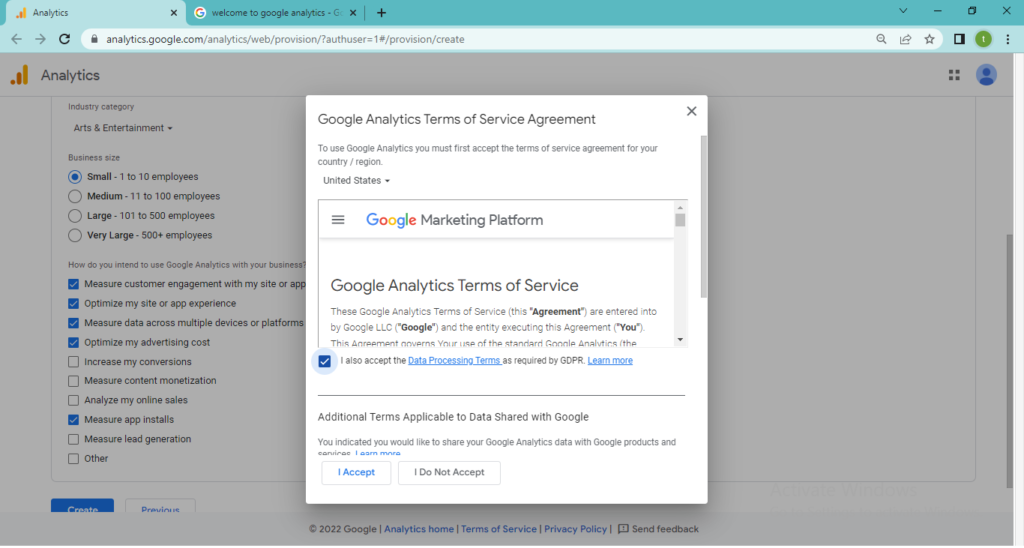 Analytics
welcome to google analytics - Go
analytics.google.com/analytics/web/provision/?authuser=1#/provision/create
t
Analytics
Industry category
Arts & Entertainment
Business size
Small - 1 to 10 employees
Medium - 11 to 100 employees
Large - 101 to 500 employees
Very Large - 500+ employees
How do you intend to use Google Analytics with your business?
Measure customer engagement with my site or app
Optimize my site or app experience
Measure data across multiple devices or platforms
Optimize my advertising cost
Increase my conversions
Measure content monetization
Analyze my online sales
Measure app installs
Measure lead generation
Other
Create
Previous
Google Analytics Terms of Service Agreement
To use Google Analytics you must first accept the terms of service agreement for your
country / region.
United States
Google Marketing Platform
Google Analytics Terms of Service
These Google Analytics Terms of Service (this "Agreement") are entered into
by Google LLC ("Google") and the entity executing this Agreement ("You").
This Agreement governs Your use of the standard Google Analytics (the
I also accept the Data Processing Terms as required by GDPR. Learn more
Additional Terms Applicable to Data Shared with Google
You indicated you would like to share your Google Analytics data with Google products and
services. Learn more
I Accept
I Do Not Accept
Activate Windows
© 2022 Google | Analytics home | Terms of Service | Privacy Policy | Send feedback